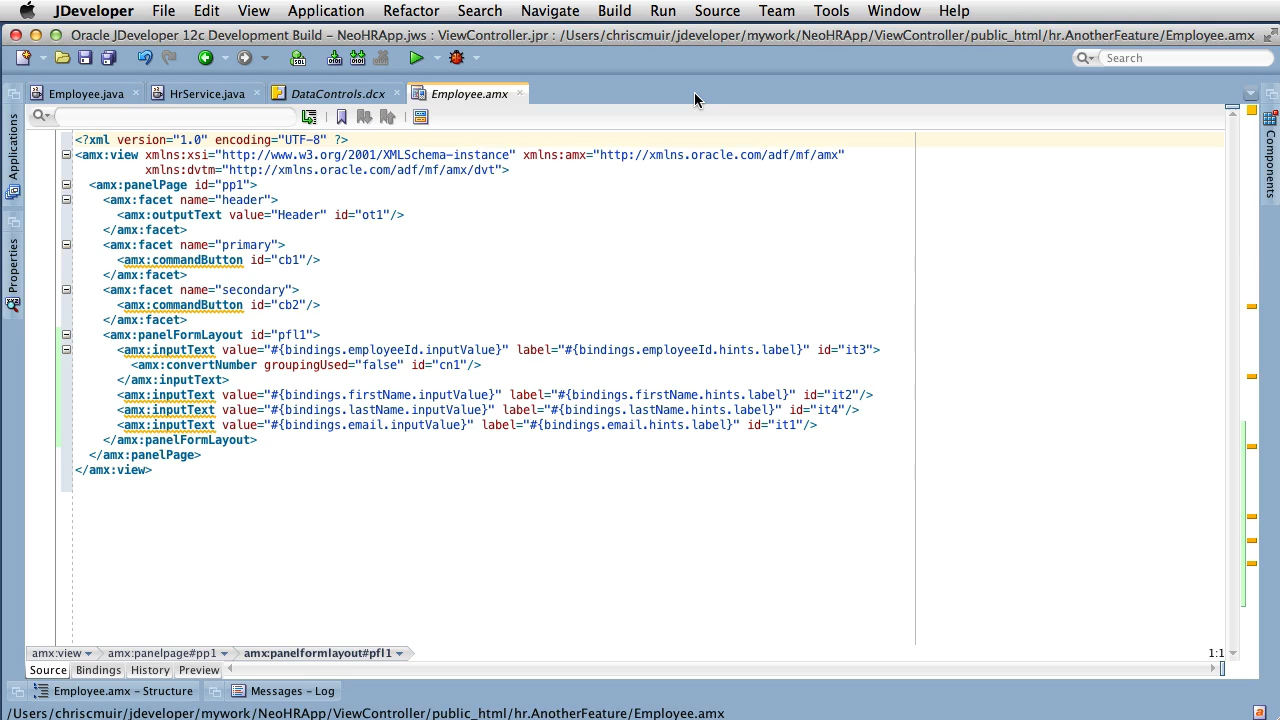 JDeveloper File Edit View Application Refactor Search Navigate Build Run Source Team Tools Window Help
Oracle JDeveloper 12c Development Build – NeoHRApp.jws : ViewController.jpr : /Users/chriscmuir/jdeveloper/mywork/NeoHRApp/ViewController/public_html/hr.AnotherFeature/Employee.amx
Search
Employee.java HrService.java DataControls.dcx Employee.amx
Applications
Properties
Components
<?xml version="1.0" encoding="UTF-8" ?>
<amx:view xmlns:xsi="http://www.w3.org/2001/XMLSchema-instance" xmlns:amx="http://xmlns.oracle.com/adf/mf/amx"
xmlns:dvtm="http://xmlns.oracle.com/adf/mf/amx/dvt">
<amx:panelPage id="pp1">
<amx:facet name="header">
<amx:outputText value="Header" id="ot1"/>
</amx:facet>
<amx:facet name="primary">
<amx:commandButton id="cb1"/>
</amx:facet>
<amx:facet name="secondary">
<amx:commandButton id="cb2"/>
</amx:facet>
<amx:panelFormLayout id="pfl1">
<amx:inputText value="#{bindings.employeeId.inputValue}" label="#{bindings.employeeId.hints.label}" id="it3">
<amx:convertNumber groupingUsed="false" id="cn1"/>
</amx:inputText>
<amx:inputText value="#{bindings.firstName.inputValue}" label="#{bindings.firstName.hints.label}" id="it2"/>
<amx:inputText value="#{bindings.lastName.inputValue}" label="#{bindings.lastName.hints.label}" id="it4"/>
<amx:inputText value="#{bindings.email.inputValue}" label="#{bindings.email.hints.label}" id="it1"/>
</amx:panelFormLayout>
</amx:panelPage>
</amx:view>
amx:view amx:panelpage#pp1 amx:panelformlayout#pfl1 1:1
Source Bindings History Preview
Employee.amx – Structure Messages – Log
/Users/chriscmuir/jdeveloper/mywork/NeoHRApp/ViewController/public_html/hr.AnotherFeature/Employee.amx